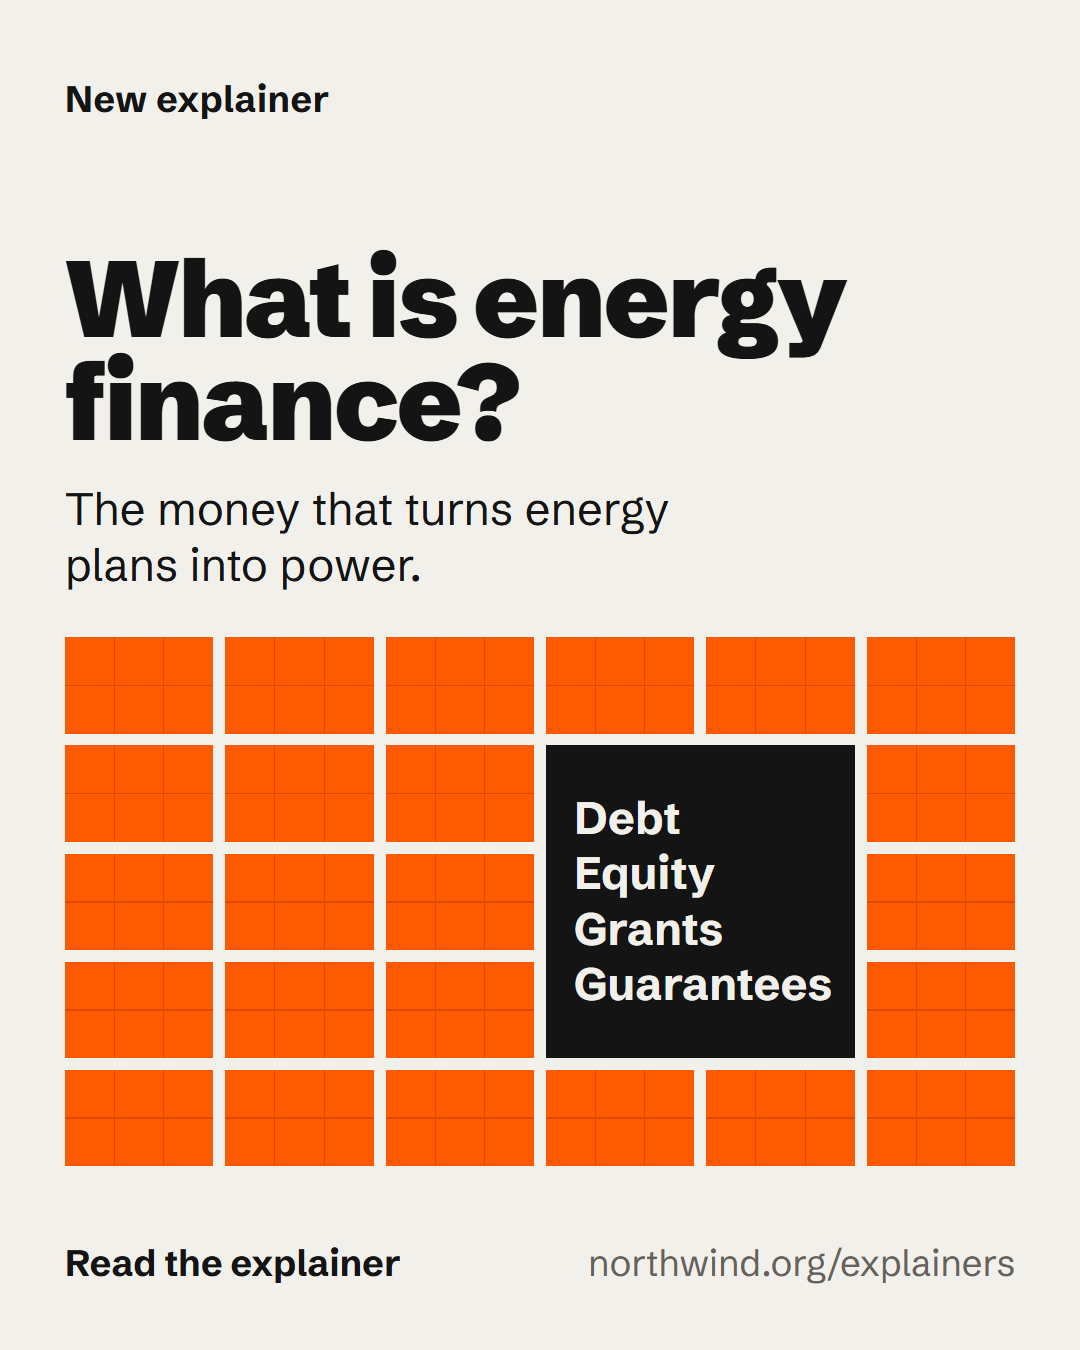 New explainer
What is energy
finance?
The money that turns energy
plans into power.
Debt
Equity
Grants
Guarantees
Read the explainer
northwind.org/explainers